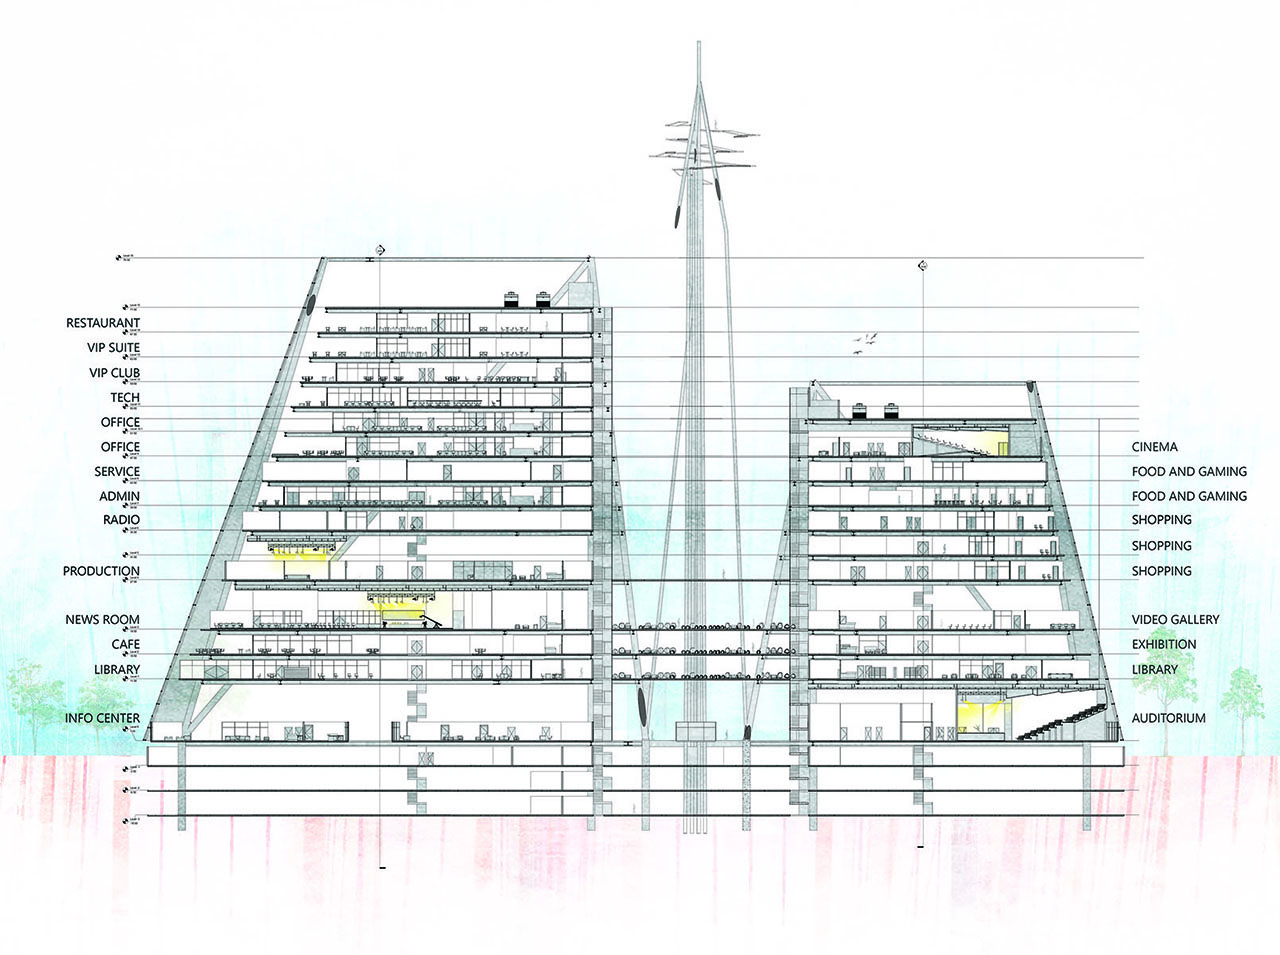 RESTAURANT
VIP SUITE
VIP CLUB
TECH
OFFICE
OFFICE
SERVICE
ADMIN
RADIO
PRODUCTION
NEWS ROOM
CAFE
LIBRARY
INFO CENTER
CINEMA
FOOD AND GAMING
FOOD AND GAMING
SHOPPING
SHOPPING
SHOPPING
VIDEO GALLERY
EXHIBITION
LIBRARY
AUDITORIUM